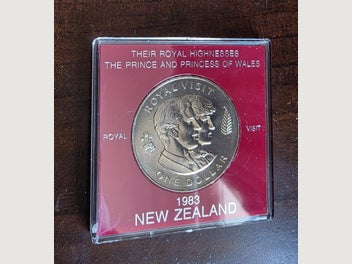 THEIR ROYAL HIGHNESSES
THE PRINCE AND PRINCESS OF WALES
ROYAL VISIT
ROYAL
VISIT
ONE DOLLAR
1983
NEW ZEALAND